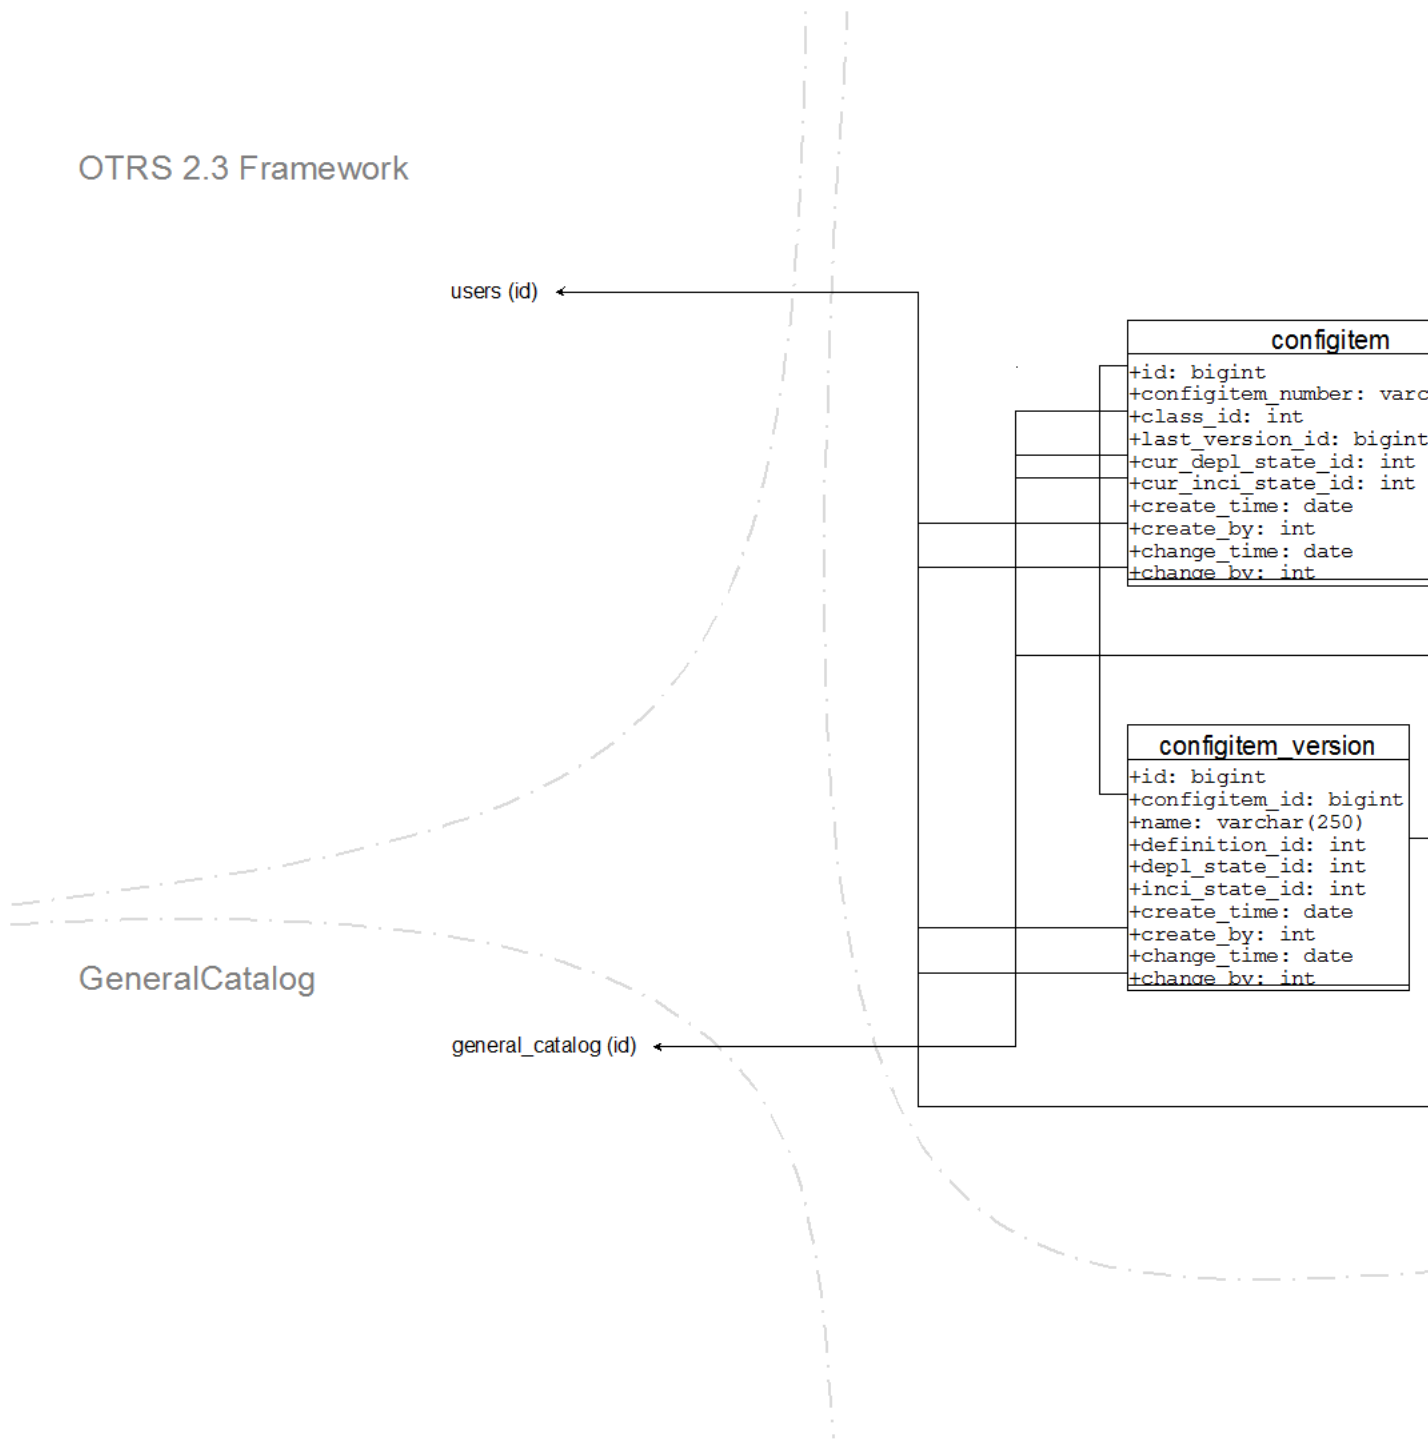 OTRS 2.3 Framework
users (id)
configitem
+id: bigint
+configitem_number: varc
+class_id: int
+last_version_id: bigint
+cur_depl_state_id: int
+cur_inci_state_id: int
+create_time: date
+create_by: int
+change_time: date
+change_by: int
configitem_version
+id: bigint
+configitem_id: bigint
+name: varchar(250)
+definition_id: int
+depl_state_id: int
+inci_state_id: int
+create_time: date
+create_by: int
+change_time: date
+change_by: int
GeneralCatalog
general_catalog (id)